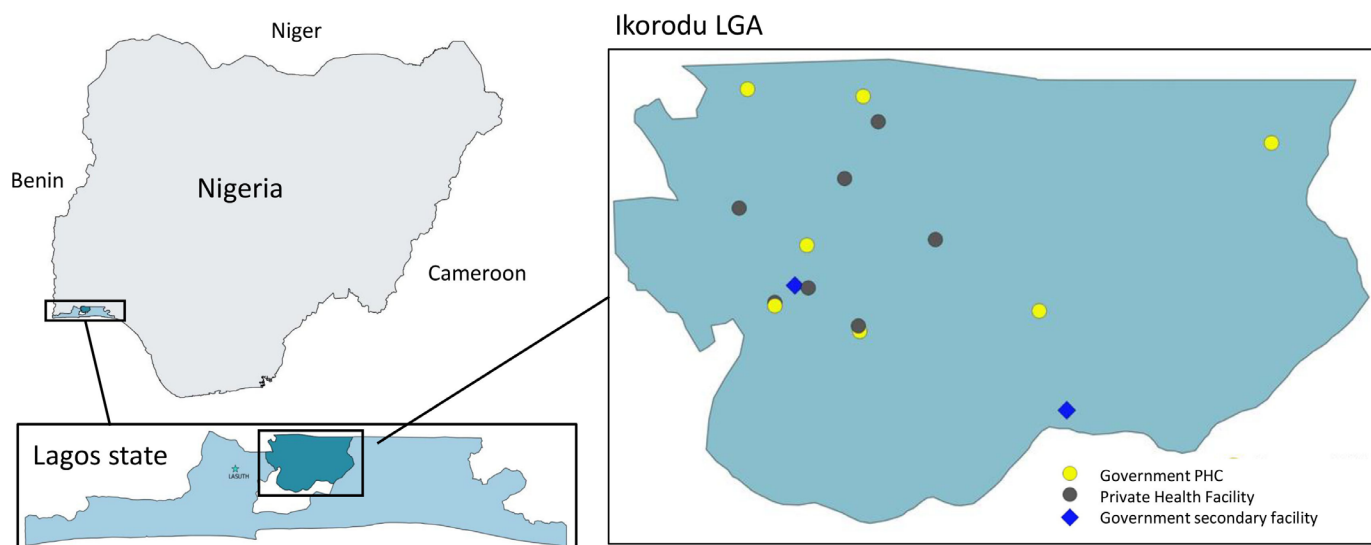 Niger
Benin
Nigeria
Cameroon
Lagos state
LASUTH
Ikorodu LGA
Government PHC
Private Health Facility
Government secondary facility